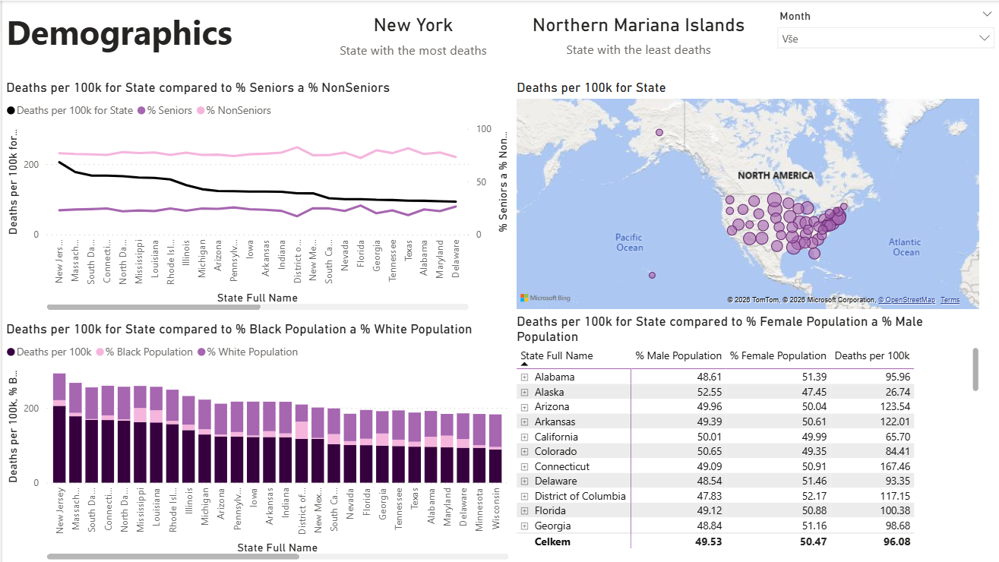 Demographics
New York
State with the most deaths
Northern Mariana Islands
State with the least deaths
Month
Vše
Deaths per 100k for State compared to % Seniors a % NonSeniors
Deaths per 100k for State % Seniors % NonSeniors
Deaths per 100k for...
200
0
100
50
0
% Seniors a % Non...
New Jers...
Massach...
South Da...
Connecti...
North Da...
Mississippi
Louisiana
Rhode Isl...
Illinois
Michigan
Arizona
Pennsylv...
Iowa
Arkansas
Indiana
District o...
New Me...
South Ca...
Nevada
Florida
Georgia
Tennessee
Texas
Alabama
Maryland
Delaware
State Full Name
Deaths per 100k for State
NORTH AMERICA
Pacific
Ocean
Atlantic
Ocean
Microsoft Bing
© 2026 TomTom, © 2026 Microsoft Corporation, © OpenStreetMap Terms
Deaths per 100k for State compared to % Black Population a % White Population
Deaths per 100k % Black Population % White Population
Deaths per 100k, % B...
200
0
New Jersey
Massach...
South Da...
Connecti...
North Da...
Mississippi
Louisiana
Rhode Isl...
Illinois
Michigan
Arizona
Pennsylv...
Iowa
Arkansas
Indiana
District of...
New Mex...
South Ca...
Nevada
Florida
Georgia
Tennessee
Texas
Alabama
Maryland
Delaware
Minnesota
Wisconsin
State Full Name
Deaths per 100k for State compared to % Female Population a % Male
Population
State Full Name % Male Population % Female Population Deaths per 100k
Alabama 48.61 51.39 95.96
Alaska 52.55 47.45 26.74
Arizona 49.96 50.04 123.54
Arkansas 49.39 50.61 122.01
California 50.01 49.99 65.70
Colorado 50.65 49.35 84.41
Connecticut 49.09 50.91 167.46
Delaware 48.54 51.46 93.35
District of Columbia 47.83 52.17 117.15
Florida 49.12 50.88 100.38
Georgia 48.84 51.16 98.68
Celkem 49.53 50.47 96.08